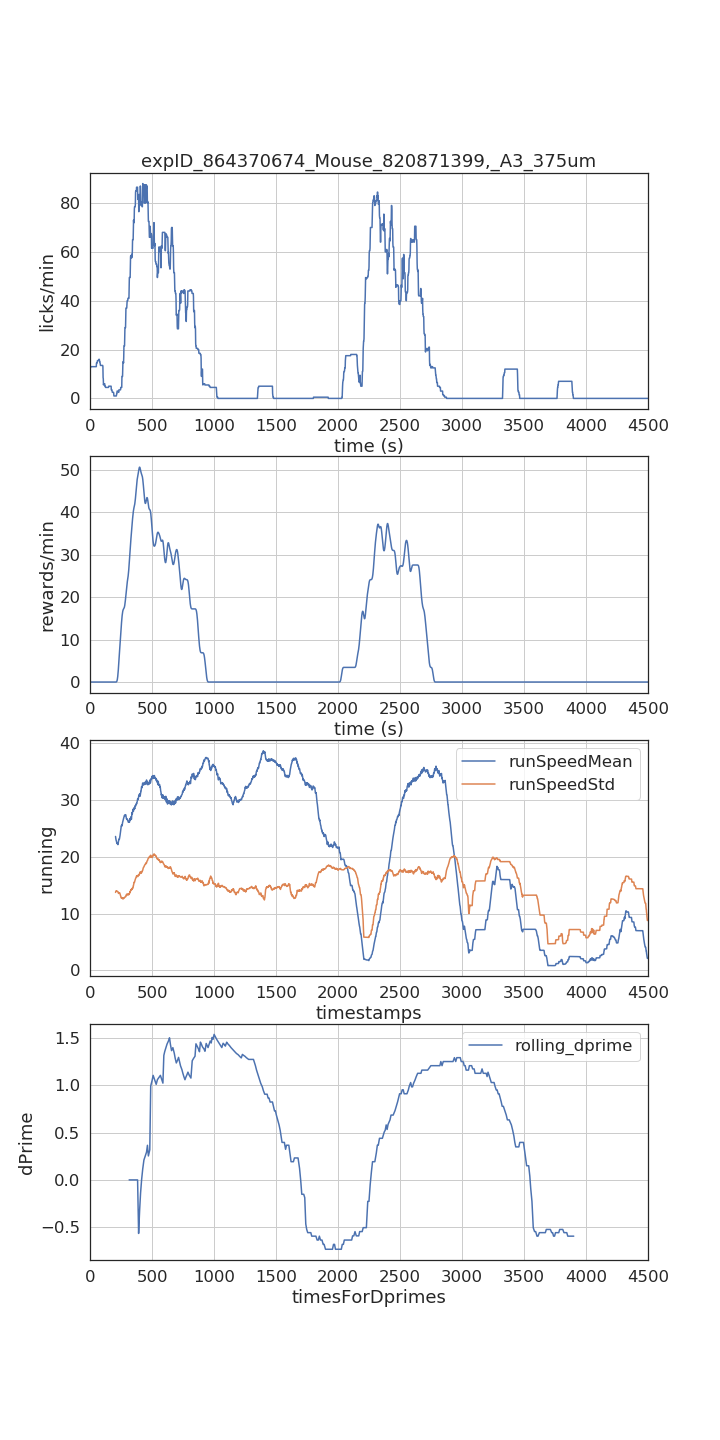 expID_864370674_Mouse_820871399,_A3_375um
80
60
40
20
0
licks/min
0 500 1000 1500 2000 2500 3000 3500 4000 4500
time (s)
50
40
30
20
10
0
rewards/min
0 500 1000 1500 2000 2500 3000 3500 4000 4500
time (s)
40
30
20
10
0
running
runSpeedMean
runSpeedStd
0 500 1000 1500 2000 2500 3000 3500 4000 4500
timestamps
1.5
1.0
0.5
0.0
−0.5
dPrime
rolling_dprime
0 500 1000 1500 2000 2500 3000 3500 4000 4500
timesForDprimes